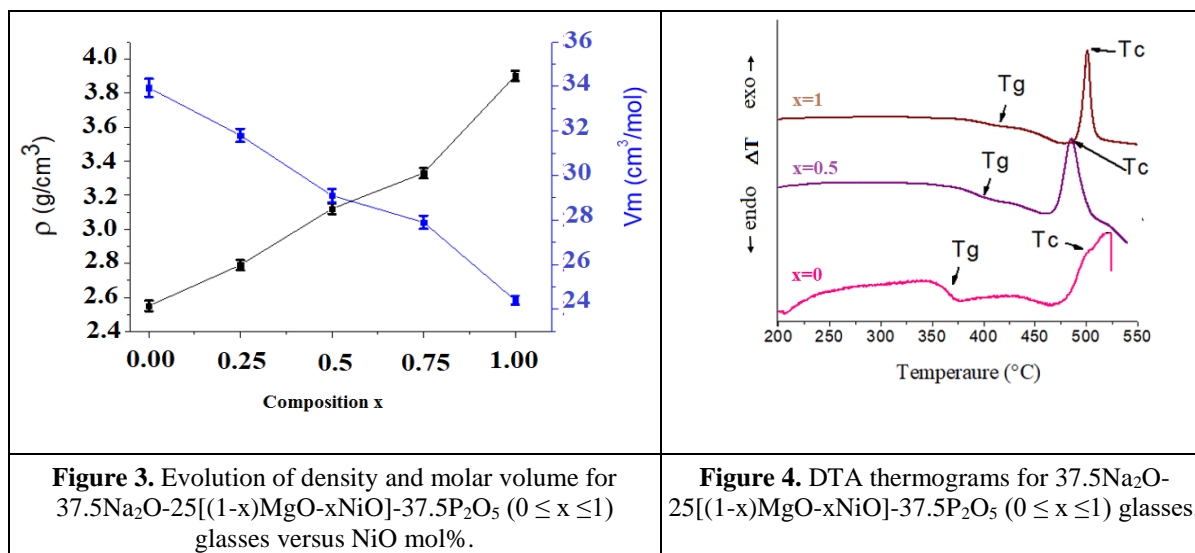 4.0
3.8
3.6
3.4
3.2
3.0
2.8
2.6
2.4
ρ (g/cm³)
36
34
32
30
29
28
26
24
Vm (cm³/mol)
0.00 0.25 0.5 0.75 1.00
Composition x
← endo ΔT exo →
x=1
Tg
Tc
x=0.5
Tg
Tc
x=0
Tg
Tc
200 250 300 350 400 450 500 550
Temperaure (°C)
Figure 3. Evolution of density and molar volume for
37.5Na₂O-25[(1-x)MgO-xNiO]-37.5P₂O₅ (0 ≤ x ≤1)
glasses versus NiO mol%.
Figure 4. DTA thermograms for 37.5Na₂O-
25[(1-x)MgO-xNiO]-37.5P₂O₅ (0 ≤ x ≤1) glasses.